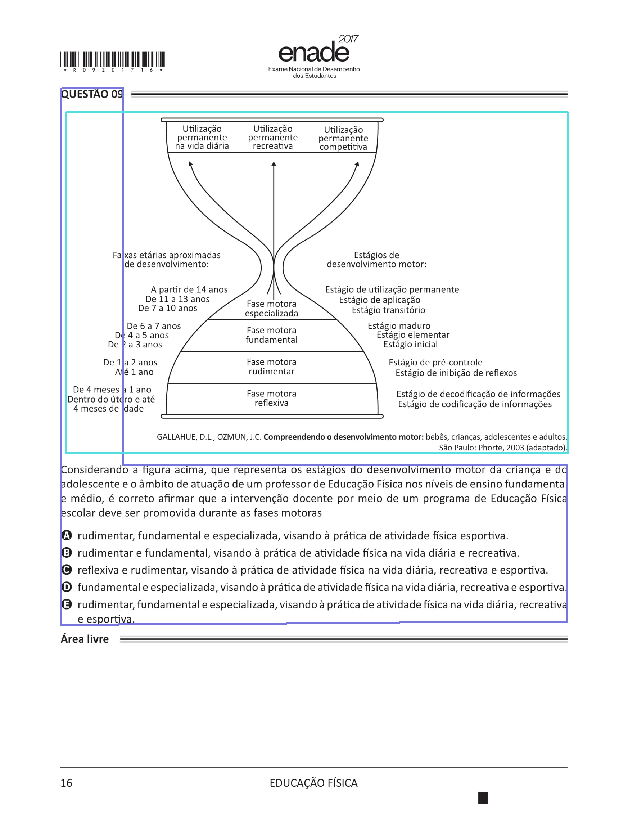 *R09201716*
2017
enade
Exame Nacional de Desempenho
dos Estudantes
QUESTÃO 09
Utilização
permanente
na vida diária
Utilização
permanente
recreativa
Utilização
permanente
competitiva
Faixas etárias aproximadas
de desenvolvimento:
Estágios de
desenvolvimento motor:
A partir de 14 anos
De 11 a 13 anos
De 7 a 10 anos
Fase motora
especializada
Estágio de utilização permanente
Estágio de aplicação
Estágio transitório
De 6 a 7 anos
De 4 a 5 anos
De 2 a 3 anos
Fase motora
fundamental
Estágio maduro
Estágio elementar
Estágio inicial
De 1 a 2 anos
Até 1 ano
Fase motora
rudimentar
Estágio de pré-controle
Estágio de inibição de reflexos
De 4 meses a 1 ano
Dentro do útero e até
4 meses de idade
Fase motora
reflexiva
Estágio de decodificação de informações
Estágio de codificação de informações
GALLAHUE, D.L., OZMUN, J.C. Compreendendo o desenvolvimento motor: bebês, crianças, adolescentes e adultos.
São Paulo: Phorte, 2003 (adaptado).
Considerando a figura acima, que representa os estágios do desenvolvimento motor da criança e do
adolescente e o âmbito de atuação de um professor de Educação Física nos níveis de ensino fundamental
e médio, é correto afirmar que a intervenção docente por meio de um programa de Educação Física
escolar deve ser promovida durante as fases motoras
A rudimentar, fundamental e especializada, visando à prática de atividade física esportiva.
B rudimentar e fundamental, visando à prática de atividade física na vida diária e recreativa.
C reflexiva e rudimentar, visando à prática de atividade física na vida diária, recreativa e esportiva.
D fundamental e especializada, visando à prática de atividade física na vida diária, recreativa e esportiva.
E rudimentar, fundamental e especializada, visando à prática de atividade física na vida diária, recreativa
e esportiva.
Área livre
16
EDUCAÇÃO FÍSICA